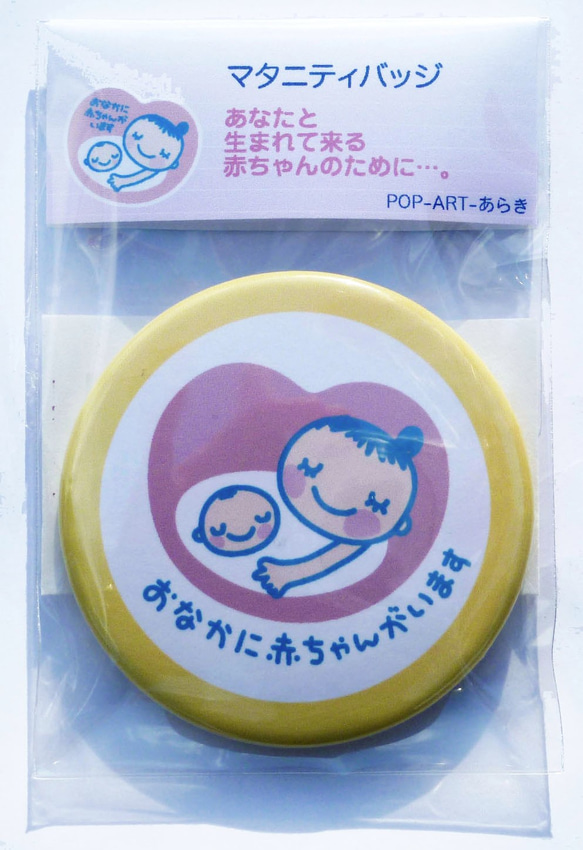 マタニティバッジ
おなかに
赤ちゃんが
います
あなたと
生まれて来る
赤ちゃんのために…。
POP-ART-あらき
おなかに赤ちゃんがいます